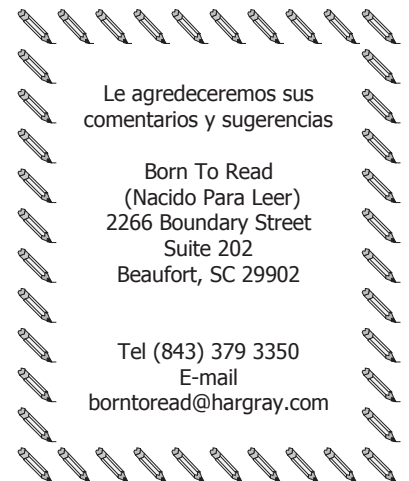 Le agredeceremos sus
comentarios y sugerencias
Born To Read
(Nacido Para Leer)
2266 Boundary Street
Suite 202
Beaufort, SC 29902
Tel (843) 379 3350
E-mail
borntoread@hargray.com